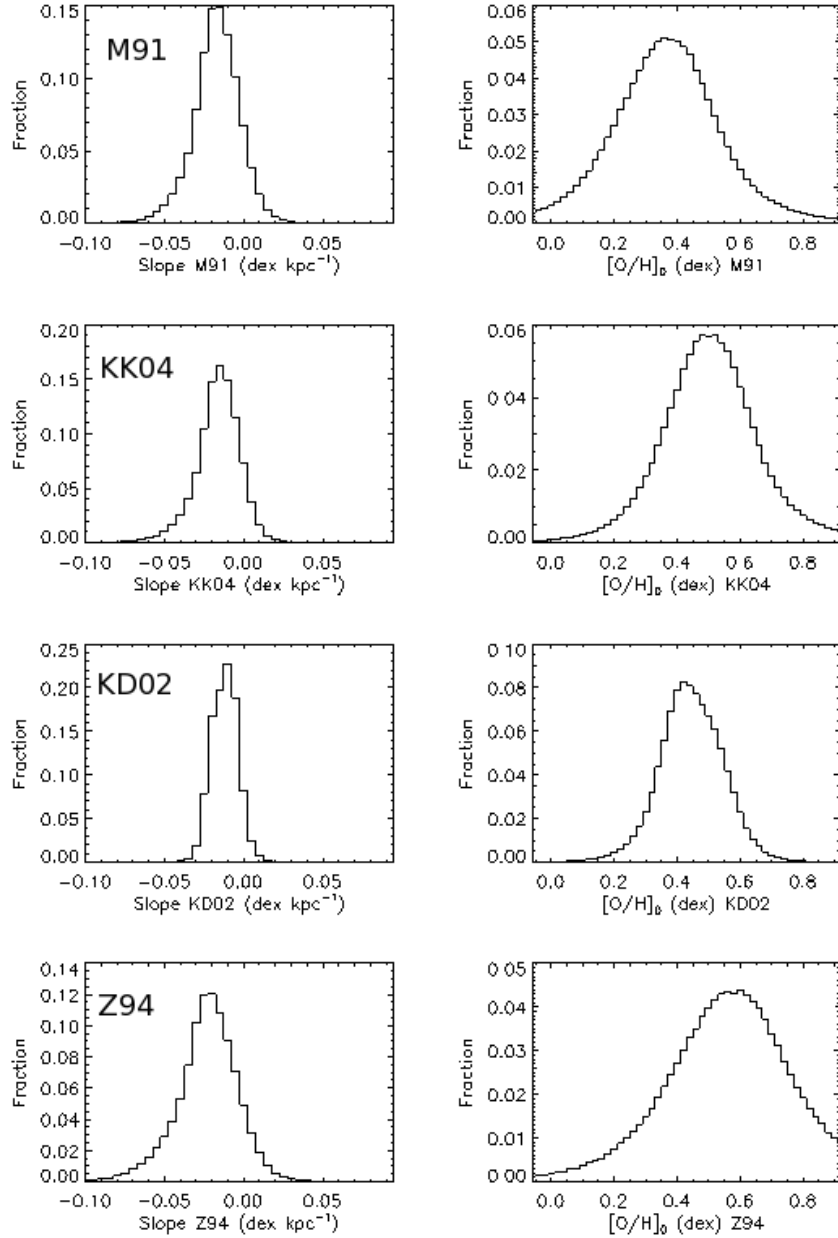 M91
Fraction
0.15
0.10
0.05
0.00
-0.10 -0.05 0.00 0.05
Slope M91 (dex kpc⁻¹)
Fraction
0.06
0.05
0.04
0.03
0.02
0.01
0.00
0.0 0.2 0.4 0.6 0.8
[O/H]₀ (dex) M91
KK04
Fraction
0.20
0.15
0.10
0.05
0.00
-0.10 -0.05 0.00 0.05
Slope KK04 (dex kpc⁻¹)
Fraction
0.06
0.04
0.02
0.00
0.0 0.2 0.4 0.6 0.8
[O/H]₀ (dex) KK04
KD02
Fraction
0.25
0.20
0.15
0.10
0.05
0.00
-0.10 -0.05 0.00 0.05
Slope KD02 (dex kpc⁻¹)
Fraction
0.10
0.08
0.06
0.04
0.02
0.00
0.0 0.2 0.4 0.6 0.8
[O/H]₀ (dex) KD02
Z94
Fraction
0.14
0.12
0.10
0.08
0.06
0.04
0.02
0.00
-0.10 -0.05 0.00 0.05
Slope Z94 (dex kpc⁻¹)
Fraction
0.05
0.04
0.03
0.02
0.01
0.00
0.0 0.2 0.4 0.6 0.8
[O/H]₀ (dex) Z94